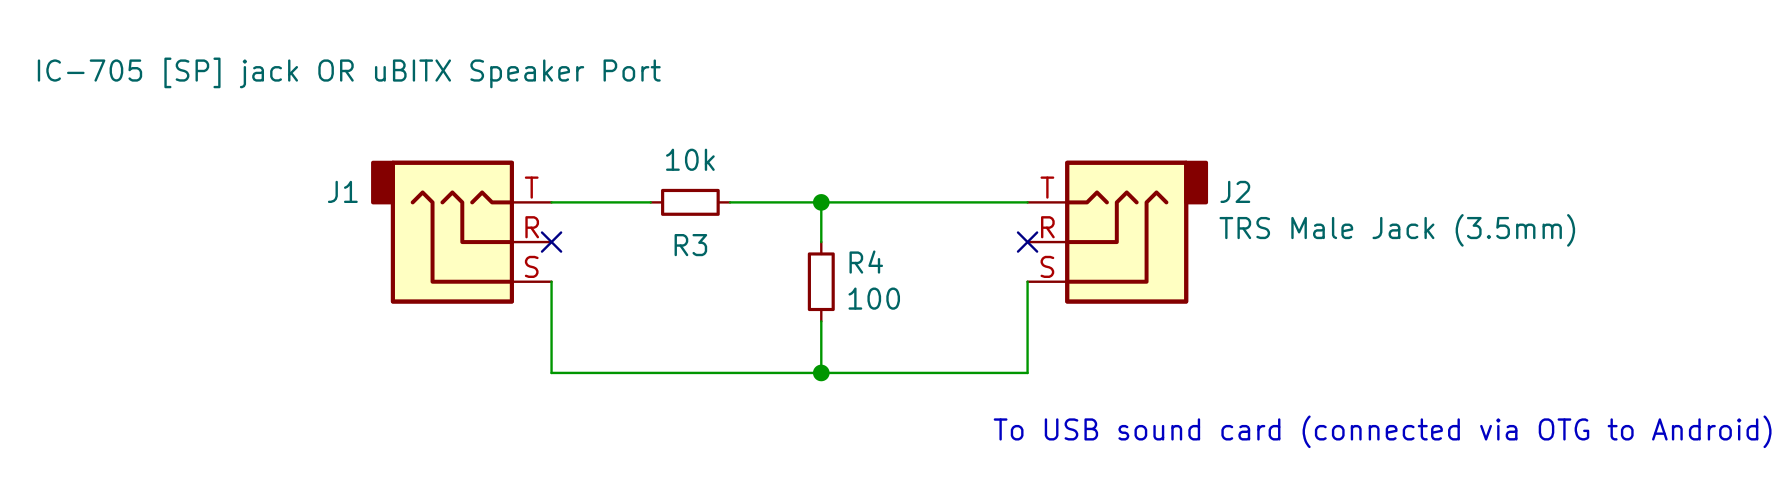 IC-705 [SP] jack OR uBITX Speaker Port
10k
J1
T
R
S
R3
R4
100
T
R
S
J2
TRS Male Jack (3.5mm)
To USB sound card (connected via OTG to Android)